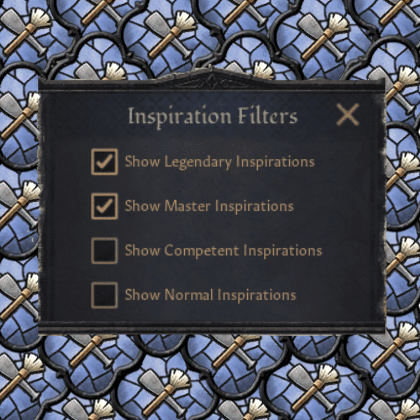 Inspiration Filters
Show Legendary Inspirations
Show Master Inspirations
Show Competent Inspirations
Show Normal Inspirations